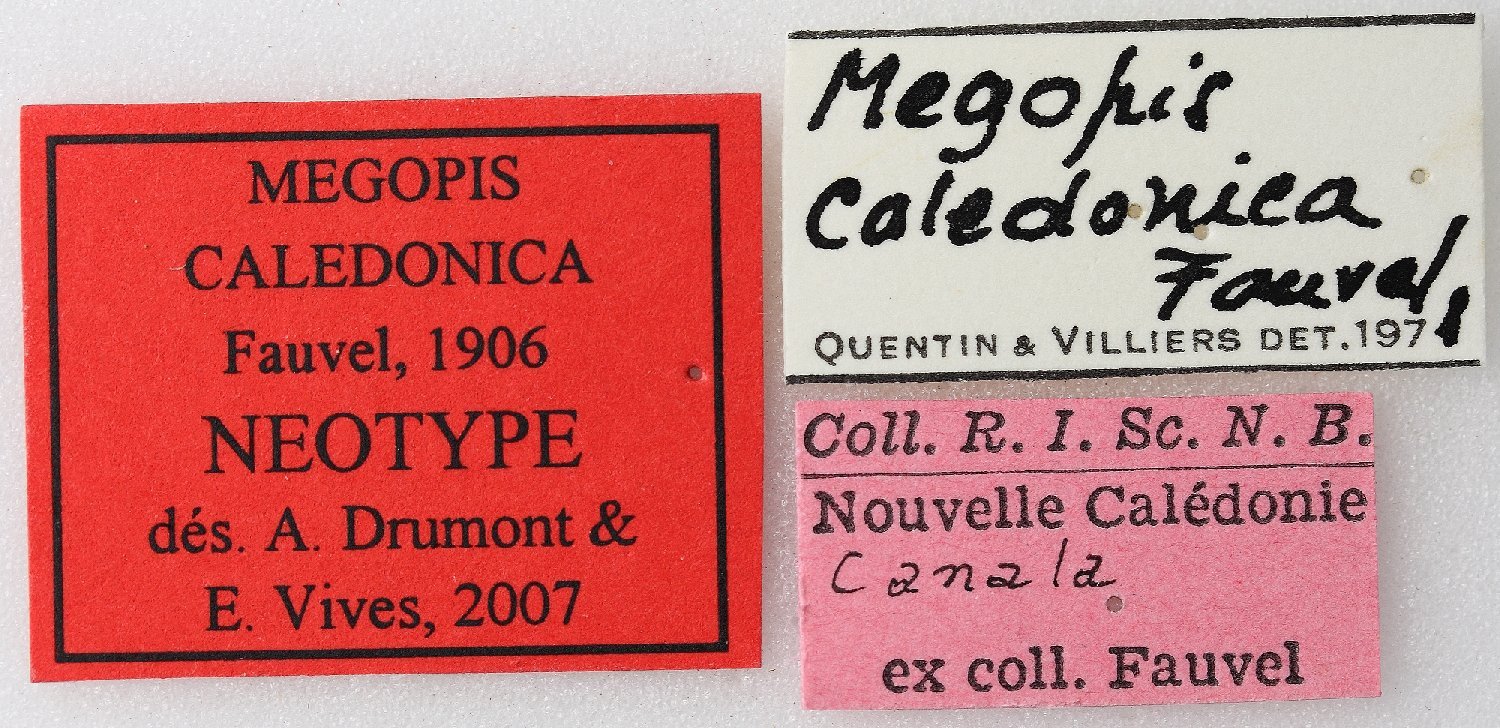 MEGOPIS
CALEDONICA
Fauvel, 1906
NEOTYPE
dés. A. Drumont &
E. Vives, 2007
Megopis
caledonica
Fauvel,
QUENTIN & VILLIERS DET. 197
Coll. R. I. Sc. N. B.
Nouvelle Calédonie
Canala
ex coll. Fauvel